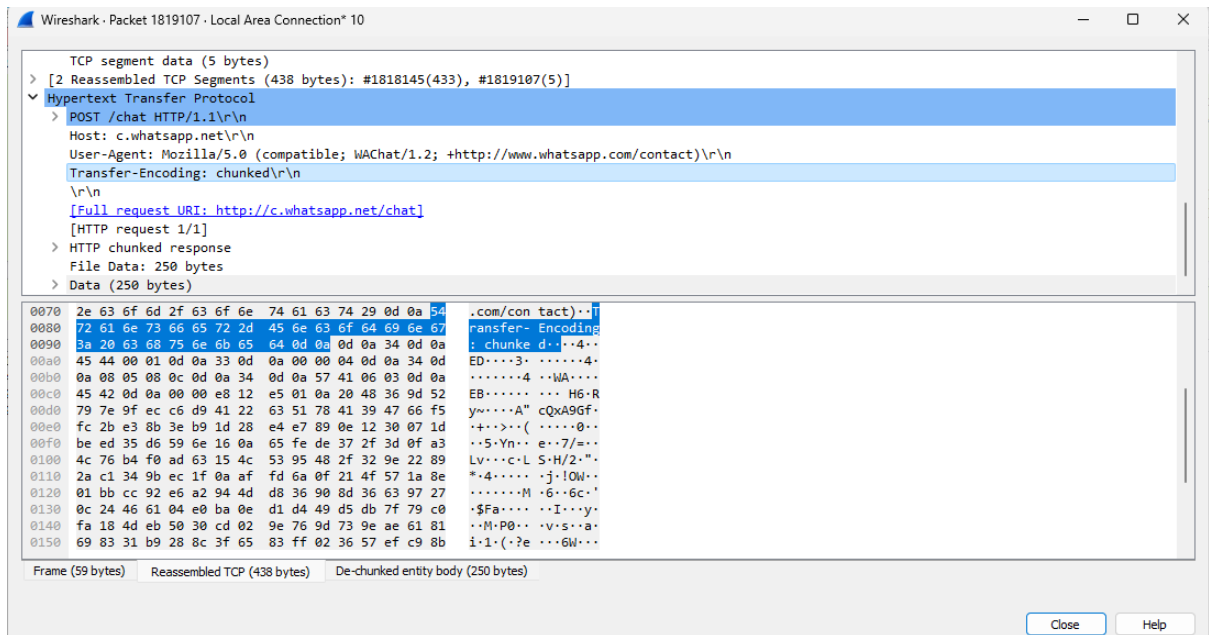 Wireshark · Packet 1819107 · Local Area Connection* 10
TCP segment data (5 bytes)
> [2 Reassembled TCP Segments (438 bytes): #1818145(433), #1819107(5)]
Hypertext Transfer Protocol
> POST /chat HTTP/1.1\r\n
Host: c.whatsapp.net\r\n
User-Agent: Mozilla/5.0 (compatible; WAChat/1.2; +http://www.whatsapp.com/contact)\r\n
Transfer-Encoding: chunked\r\n
\r\n
[Full request URI: http://c.whatsapp.net/chat]
[HTTP request 1/1]
> HTTP chunked response
File Data: 250 bytes
> Data (250 bytes)
0070 2e 63 6f 6d 2f 63 6f 6e 74 61 63 74 29 0d 0a 54 .com/con tact)··T
0080 72 61 6e 73 66 65 72 2d 45 6e 63 6f 64 69 6e 67 ransfer- Encoding
0090 3a 20 63 68 75 6e 6b 65 64 0d 0a 0d 0a 34 0d 0a : chunke d····4··
00a0 45 44 00 01 0d 0a 33 0d 0a 00 00 04 0d 0a 34 0d ED····3· ······4·
00b0 0a 08 05 08 0c 0d 0a 34 0d 0a 57 41 06 03 0d 0a ·······4 ··WA····
00c0 45 42 0d 0a 00 00 e8 12 e5 01 0a 20 48 36 9d 52 EB······ ··· H6·R
00d0 79 7e 9f ec c6 d9 41 22 63 51 78 41 39 47 66 f5 y~····A" cQxA9Gf·
00e0 fc 2b e3 8b 3e b9 1d 28 e4 e7 89 0e 12 30 07 1d ·+··>··( ·····0··
00f0 be ed 35 d6 59 6e 16 0a 65 fe de 37 2f 3d 0f a3 ··5·Yn·· e··7/=··
0100 4c 76 b4 f0 ad 63 15 4c 53 95 48 2f 32 9e 22 89 Lv···c·L S·H/2·"·
0110 2a c1 34 9b ec 1f 0a af fd 6a 0f 21 4f 57 1a 8e *·4····· ·j·!OW··
0120 01 bb cc 92 e6 a2 94 4d d8 36 90 8d 36 63 97 27 ·······M ·6··6c·'
0130 0c 24 46 61 04 e0 ba 0e d1 d4 49 d5 db 7f 79 c0 ·$Fa···· ··I···y·
0140 fa 18 4d eb 50 30 cd 02 9e 76 9d 73 9e ae 61 81 ··M·P0·· ·v·s··a·
0150 69 83 31 b9 28 8c 3f 65 83 ff 02 36 57 ef c9 8b i·1·(·?e ···6W···
Frame (59 bytes) Reassembled TCP (438 bytes) De-chunked entity body (250 bytes)
Close Help